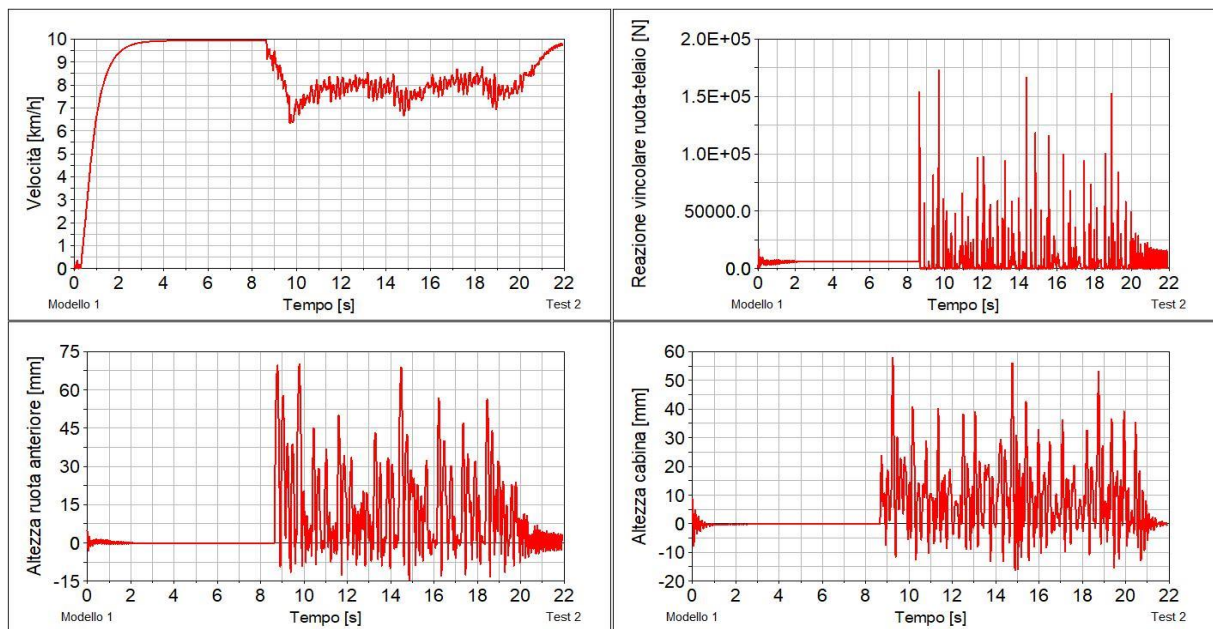 Velocità [km/h]
10
9
8
7
6
5
4
3
2
1
0
0 2 4 6 8 10 12 14 16 18 20 22
Modello 1 Tempo [s] Test 2
Reazione vincolare ruota-telaio [N]
2.0E+05
1.5E+05
1.0E+05
50000.0
0.0
0 2 4 6 8 10 12 14 16 18 20 22
Modello 1 Tempo [s] Test 2
Altezza ruota anteriore [mm]
75
60
45
30
15
0
-15
0 2 4 6 8 10 12 14 16 18 20 22
Modello 1 Tempo [s] Test 2
Altezza cabina [mm]
60
50
40
30
20
10
0
-10
-20
0 2 4 6 8 10 12 14 16 18 20 22
Modello 1 Tempo [s] Test 2